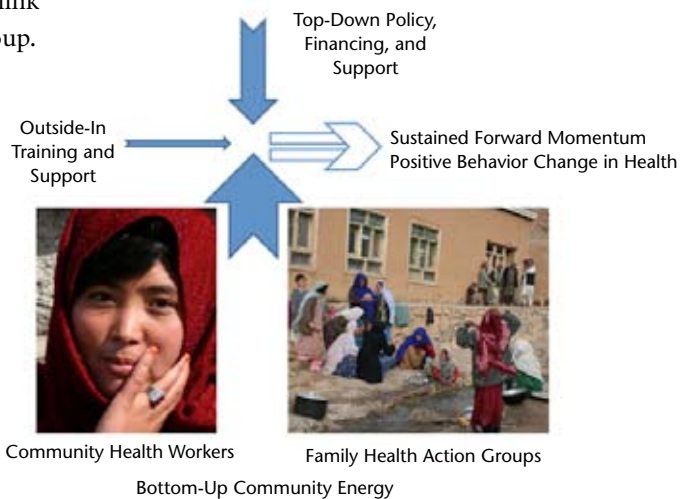 ink
oup.
Top-Down Policy,
Financing, and
Support
Outside-In
Training and
Support
Sustained Forward Momentum
Positive Behavior Change in Health
Community Health Workers
Family Health Action Groups
Bottom-Up Community Energy